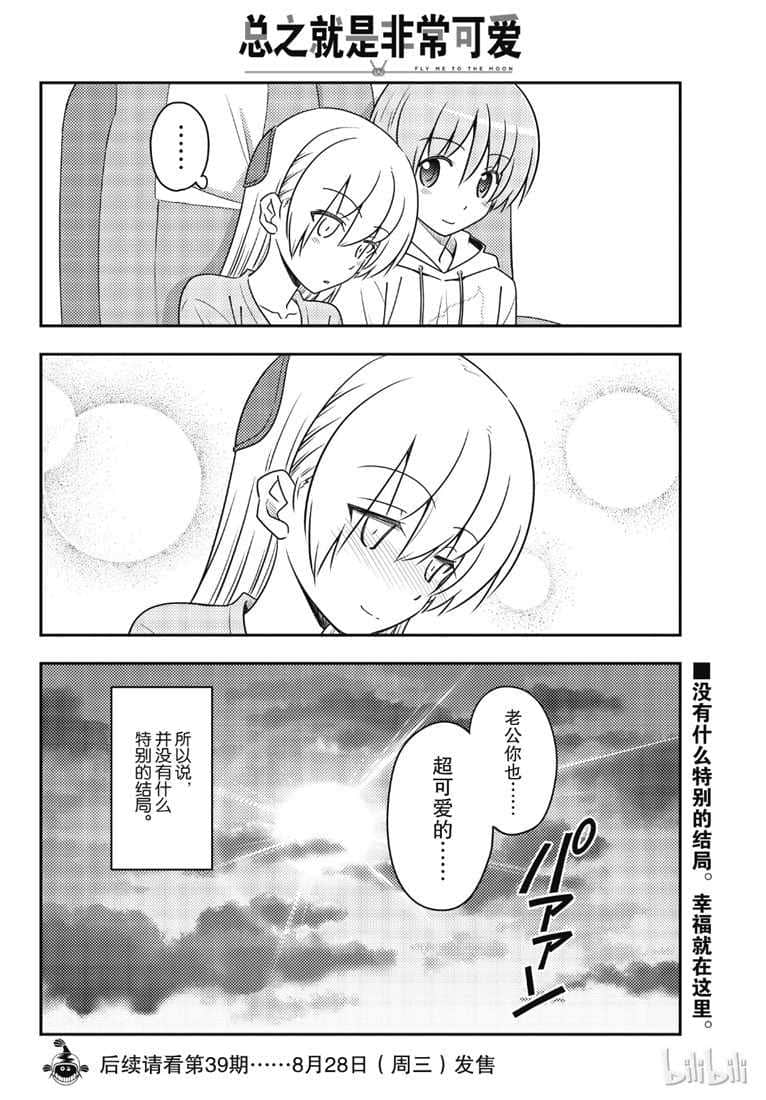 总之就是非常可爱
FLY ME TO THE MOON
……
老公你也……
超可爱的……
パアアァン
所以说，
并没有什么
特别的结局。
■没有什么特别的结局。 幸福就在这里。
后续请看第39期……8月28日（周三）发售
bilibili